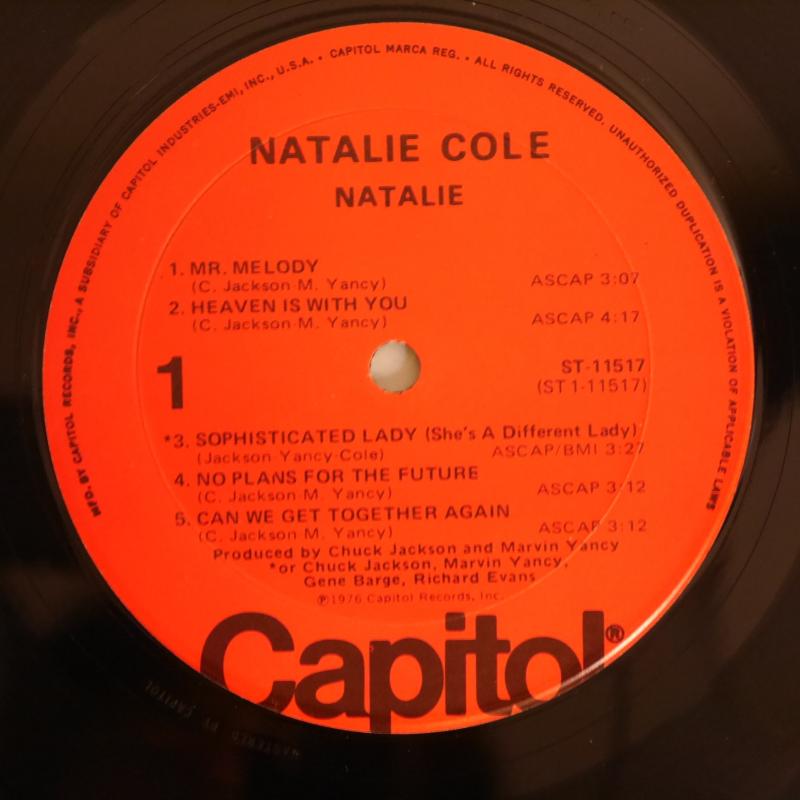 MFG. BY CAPITOL RECORDS, INC., A SUBSIDIARY OF CAPITOL INDUSTRIES-EMI, INC., U.S.A. • CAPITOL MARCA REG. • ALL RIGHTS RESERVED. UNAUTHORIZED DUPLICATION IS A VIOLATION OF APPLICABLE LAWS
NATALIE COLE
NATALIE
1. MR. MELODY
(C. Jackson-M. Yancy) ASCAP 3:07
2. HEAVEN IS WITH YOU
(C. Jackson-M. Yancy) ASCAP 4:17
1
ST-11517
(ST 1-11517)
*3. SOPHISTICATED LADY (She's A Different Lady)
(Jackson-Yancy-Cole) ASCAP/BMI 3:27
4. NO PLANS FOR THE FUTURE
(C. Jackson-M. Yancy) ASCAP 3:12
5. CAN WE GET TOGETHER AGAIN
(C. Jackson-M. Yancy) ASCAP 3:12
Produced by Chuck Jackson and Marvin Yancy
*or Chuck Jackson, Marvin Yancy,
Gene Barge, Richard Evans
℗1976 Capitol Records, Inc.
Capitol®
MASTERED BY CAPITOL